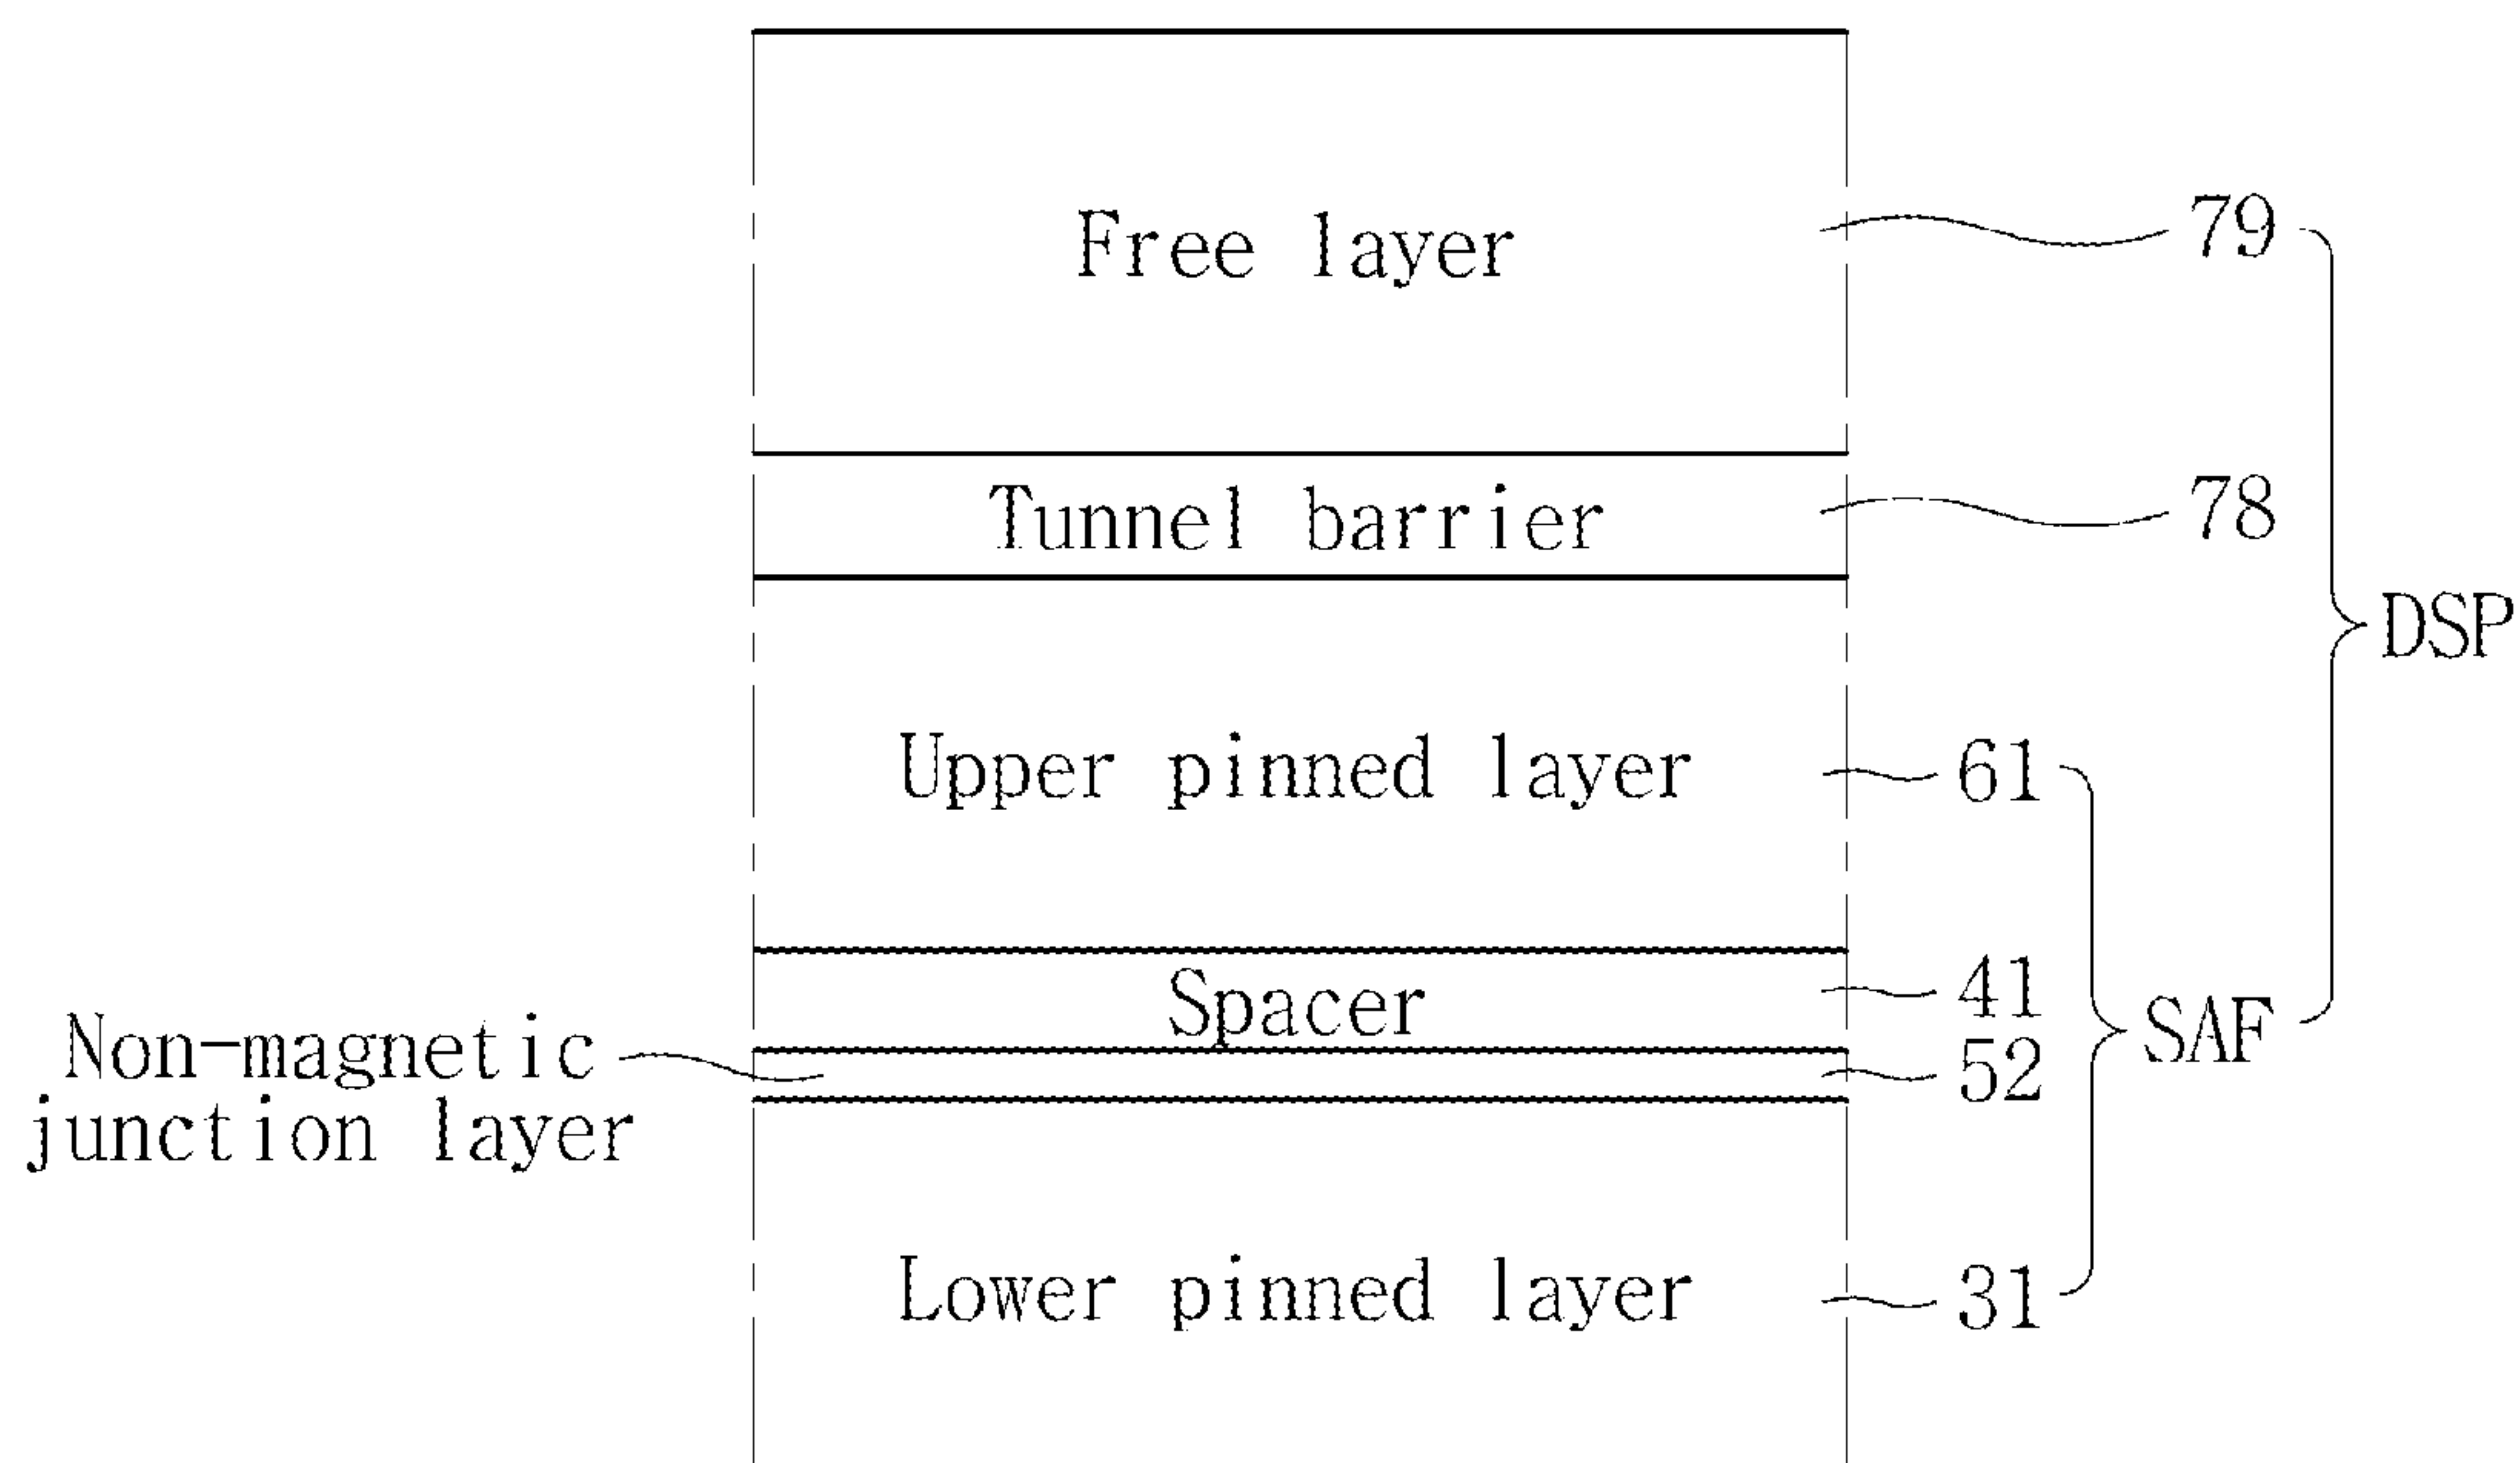 Free layer
79
Tunnel barrier
78
DSP
Upper pinned layer
61
Spacer
41
SAF
Non-magnetic
junction layer
52
Lower pinned layer
31